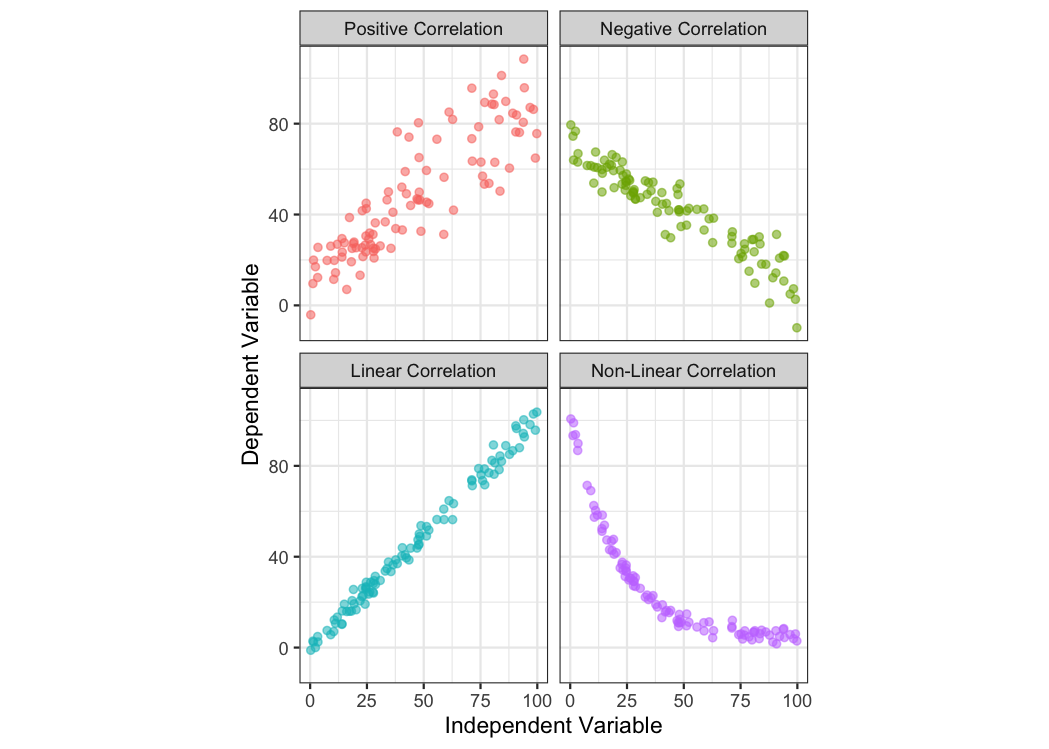 Positive Correlation
Negative Correlation
80
40
0
Dependent Variable
Linear Correlation
Non-Linear Correlation
80
40
0
0 25 50 75 100
0 25 50 75 100
Independent Variable